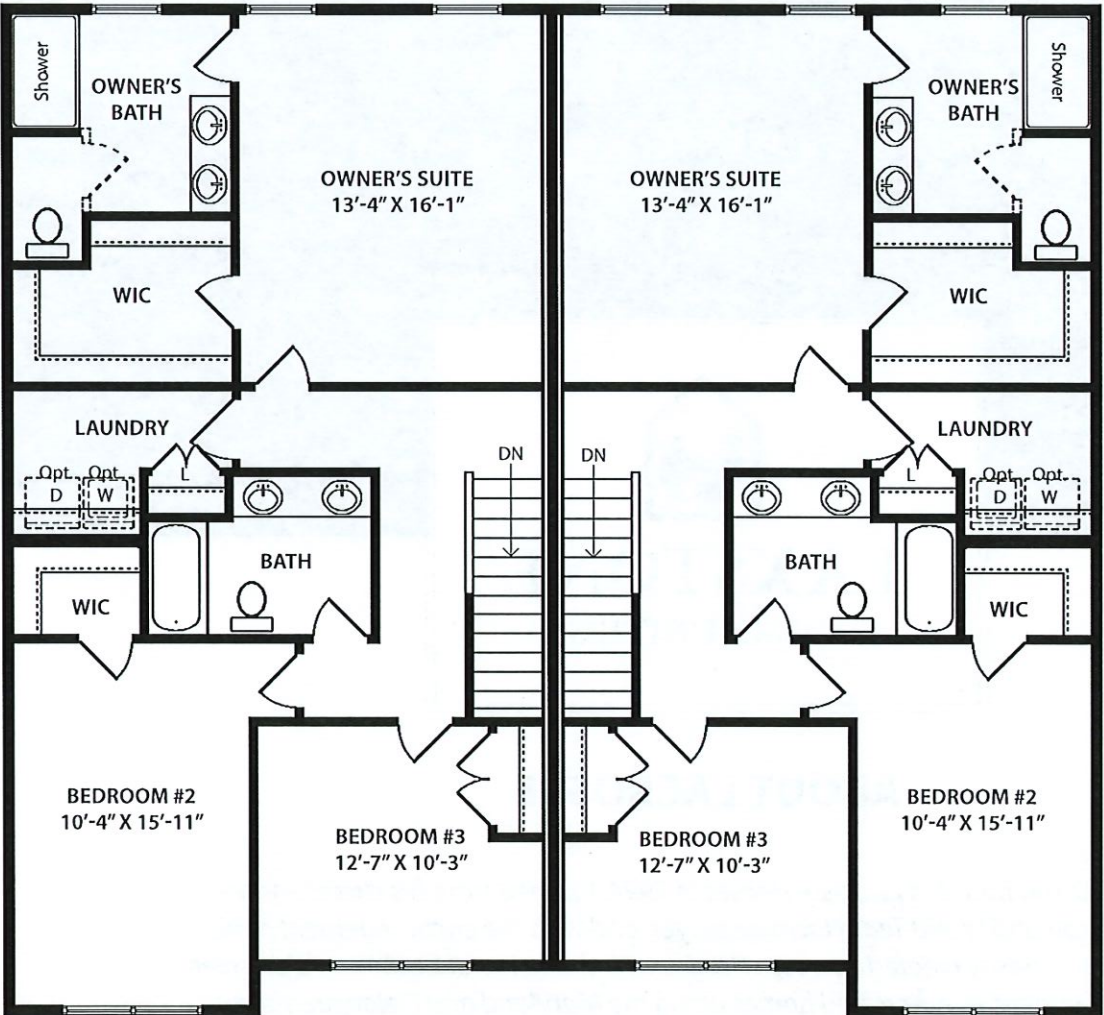 Shower
OWNER'S
BATH
OWNER'S SUITE
13'-4" X 16'-1"
WIC
LAUNDRY
Opt
D
Opt
W
L
BATH
WIC
DN
BEDROOM #2
10'-4" X 15'-11"
BEDROOM #3
12'-7" X 10'-3"
OWNER'S SUITE
13'-4" X 16'-1"
OWNER'S
BATH
Shower
WIC
LAUNDRY
L
Opt
D
Opt
W
DN
BATH
WIC
BEDROOM #3
12'-7" X 10'-3"
BEDROOM #2
10'-4" X 15'-11"